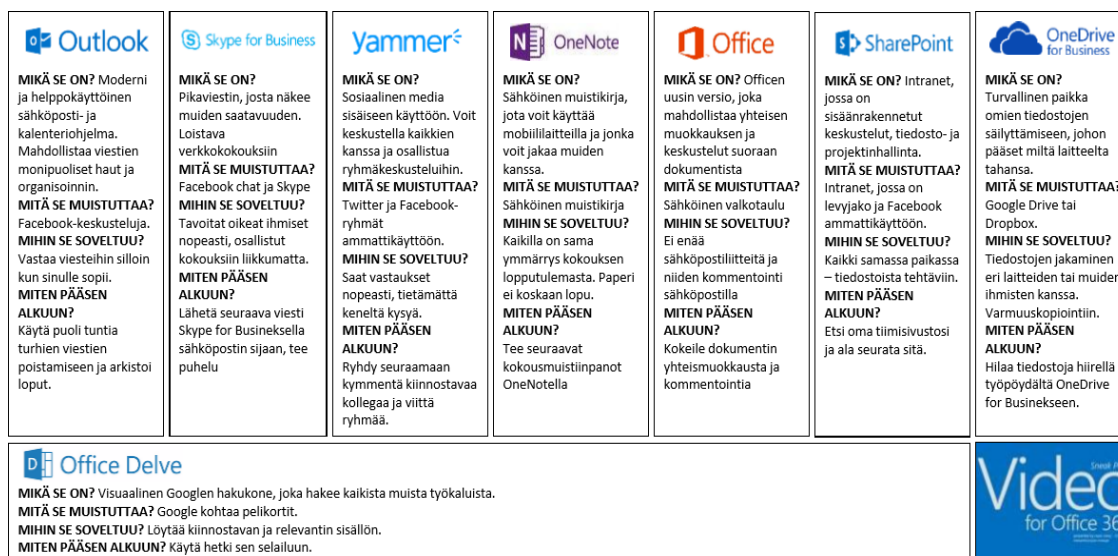 Outlook
MIKÄ SE ON? Moderni
ja helppokäyttöinen
sähköposti- ja
kalenteriohjelma.
Mahdollistaa viestien
monipuoliset haut ja
organisoinnin.
MITÄ SE MUISTUTTAA?
Facebook-keskusteluja.
MIHIN SE SOVELTUU?
Vastaa viesteihin silloin
kun sinulle sopii.
MITEN PÄÄSEN
ALKUUN?
Käytä puoli tuntia
turhien viestien
poistamiseen ja arkistoi
loput.
Skype for Business
MIKÄ SE ON?
Pikaviestin, josta näkee
muiden saatavuuden.
Loistava
verkkokokouksiin
MITÄ SE MUISTUTTAA?
Facebook chat ja Skype
MIHIN SE SOVELTUU?
Tavoitat oikeat ihmiset
nopeasti, osallistut
kokouksiin liikkumatta.
MITEN PÄÄSEN
ALKUUN?
Lähetä seuraava viesti
Skype for Busineksella
sähköpostin sijaan, tee
puhelu
yammer
MIKÄ SE ON?
Sosiaalinen media
sisäiseen käyttöön. Voit
keskustella kaikkien
kanssa ja osallistua
ryhmäkeskusteluihin.
MITÄ SE MUISTUTTAA?
Twitter ja Facebook-
ryhmät
ammattikäyttöön.
MIHIN SE SOVELTUU?
Saat vastaukset
nopeasti, tietämättä
keneltä kysyä.
MITEN PÄÄSEN
ALKUUN?
Ryhdy seuraamaan
kymmentä kiinnostavaa
kollegaa ja viittä
ryhmää.
OneNote
MIKÄ SE ON?
Sähköinen muistikirja,
jota voit käyttää
mobiililaitteilla ja jonka
voit jakaa muiden
kanssa.
MITÄ SE MUISTUTTAA?
Sähköinen muistikirja
MIHIN SE SOVELTUU?
Kaikilla on sama
ymmärrys kokouksen
lopputulemasta. Paperi
ei koskaan lopu.
MITEN PÄÄSEN
ALKUUN?
Tee seuraavat
kokousmuistiinpanot
OneNotella
Office
MIKÄ SE ON? Officen
uusin versio, joka
mahdollistaa yhteisen
muokkauksen ja
keskustelut suoraan
dokumentista
MITÄ SE MUISTUTTAA?
Sähköinen valkotaulu
MIHIN SE SOVELTUU?
Ei enää
sähköpostiliitteitä ja
niiden kommentointi
sähköpostilla
MITEN PÄÄSEN
ALKUUN?
Kokeile dokumentin
yhteismuokkausta ja
kommentointia
SharePoint
MIKÄ SE ON? Intranet,
jossa on
sisäänrakennetut
keskustelut, tiedosto- ja
projektinhallinta.
MITÄ SE MUISTUTTAA?
Intranet, jossa on
levyjako ja Facebook
ammattikäyttöön.
MIHIN SE SOVELTUU?
Kaikki samassa paikassa
– tiedostoista tehtäviin.
MITEN PÄÄSEN
ALKUUN?
Etsi oma tiimisivustosi
ja ala seurata sitä.
OneDrive
for Business
MIKÄ SE ON?
Turvallinen paikka
omien tiedostojen
säilyttämiseen, johon
pääset miltä laitteelta
tahansa.
MITÄ SE MUISTUTTAA?
Google Drive tai
Dropbox.
MIHIN SE SOVELTUU?
Tiedostojen jakaminen
eri laitteiden tai muiden
ihmisten kanssa.
Varmuuskopiointiin.
MITEN PÄÄSEN
ALKUUN?
Hilaa tiedostoja hiirellä
työpöydältä OneDrive
for Businekseen.
Office Delve
MIKÄ SE ON? Visuaalinen Googlen hakukone, joka hakee kaikista muista työkaluista.
MITÄ SE MUISTUTTAA? Google kohtaa pelikortit.
MIHIN SE SOVELTUU? Löytää kiinnostavan ja relevantin sisällön.
MITEN PÄÄSEN ALKUUN? Käytä hetki sen selailuun.
Sneak P
Video
for Office 36